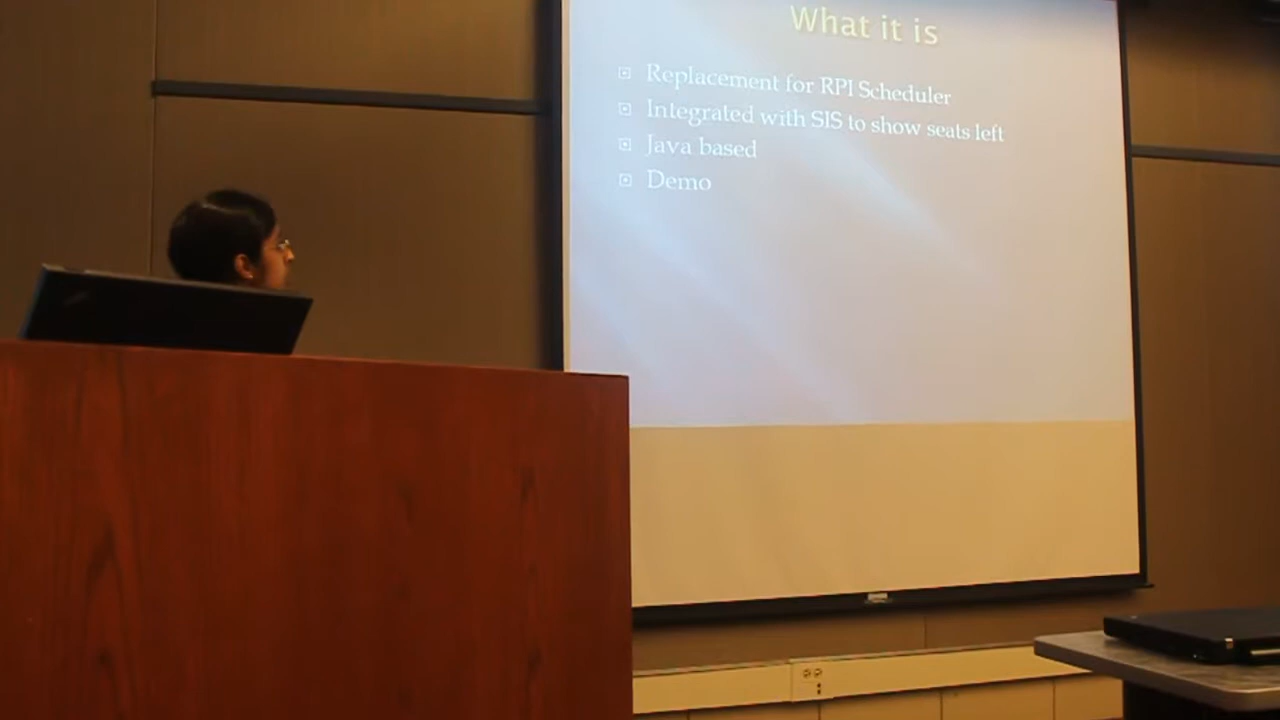 What it is
Replacement for RPI Scheduler
Integrated with SIS to show seats left
Java based
Demo